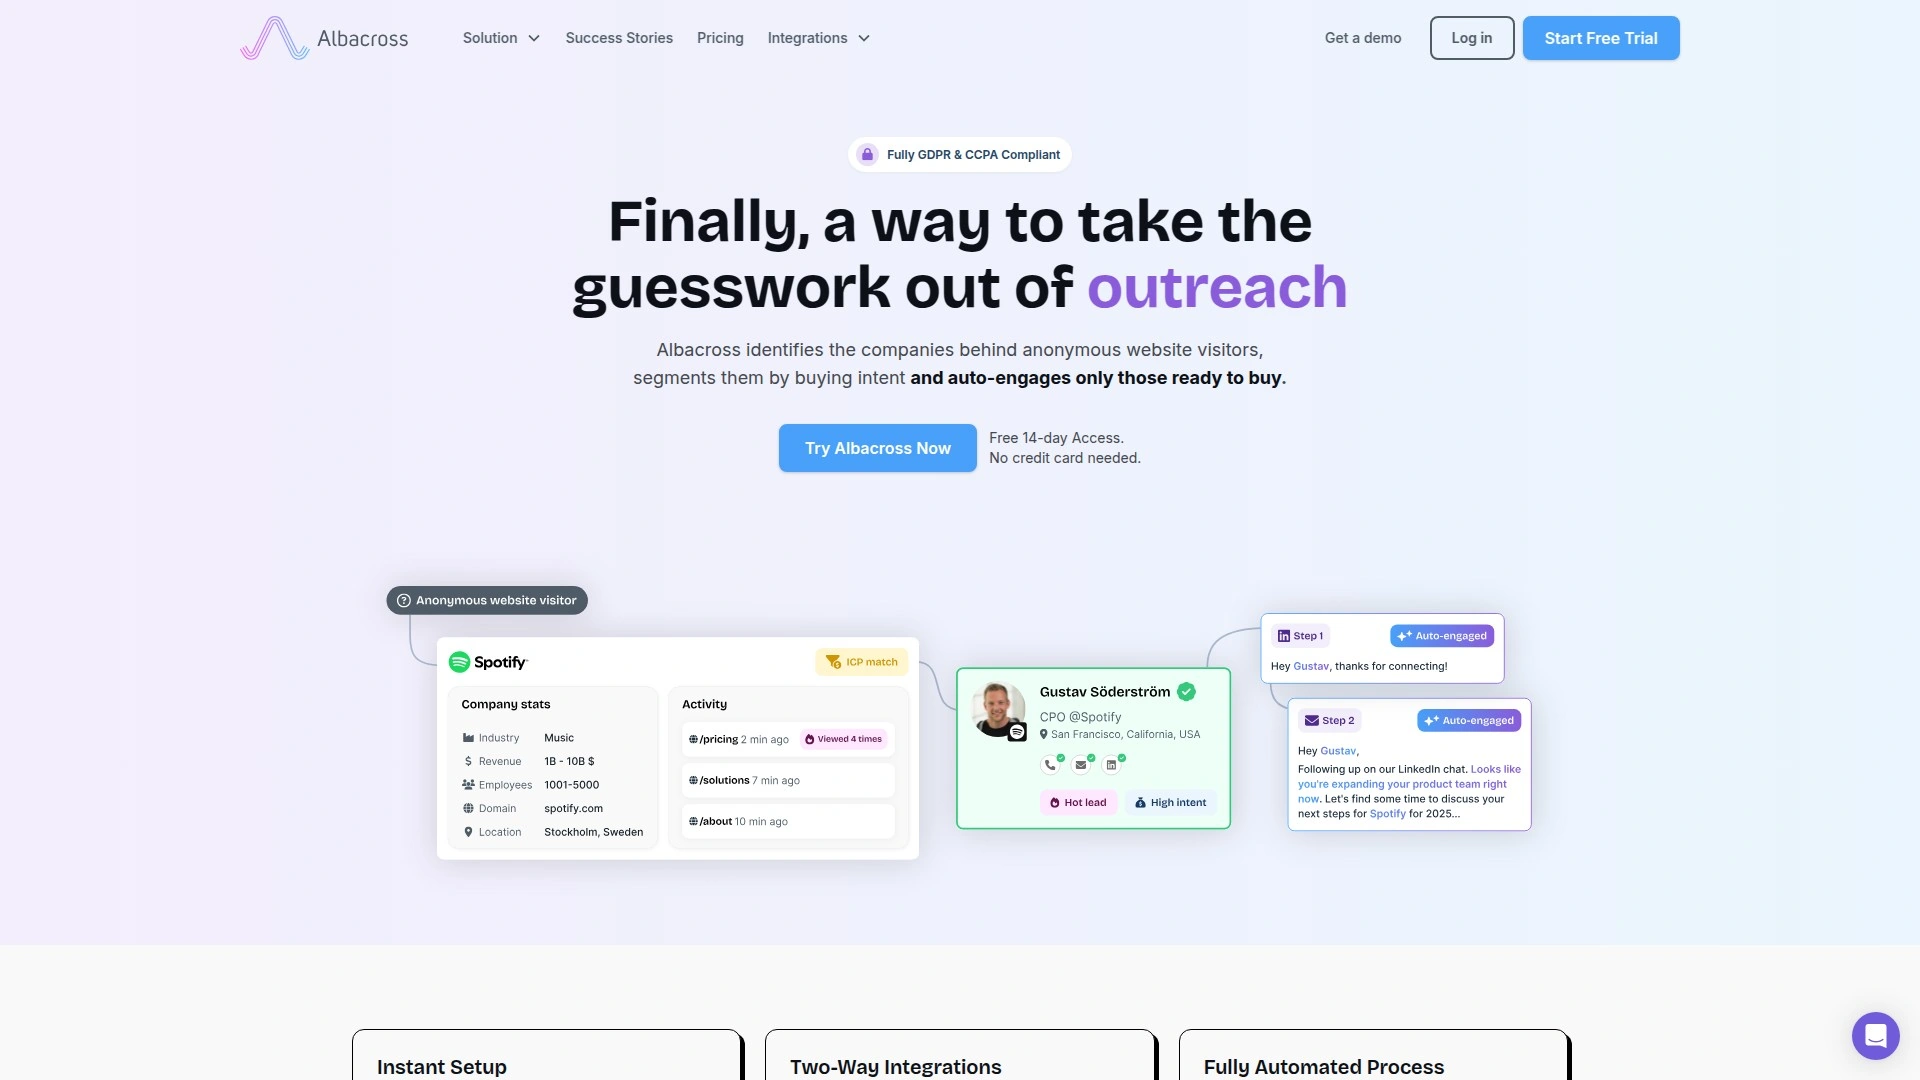 Albacross
Solution
Success Stories
Pricing
Integrations
Get a demo
Log in
Start Free Trial
Fully GDPR & CCPA Compliant
Finally, a way to take the
guesswork out of outreach
Albacross identifies the companies behind anonymous website visitors,
segments them by buying intent and auto-engages only those ready to buy.
Try Albacross Now
Free 14-day Access.
No credit card needed.
Anonymous website visitor
Spotify
ICP match
Company stats
Industry Music
Revenue 1B - 10B $
Employees 1001-5000
Domain spotify.com
Location Stockholm, Sweden
Activity
/pricing 2 min ago Viewed 4 times
/solutions 7 min ago
/about 10 min ago
Gustav Söderström
CPO @Spotify
San Francisco, California, USA
Hot lead
High intent
Step 1
Auto-engaged
Hey Gustav, thanks for connecting!
Step 2
Auto-engaged
Hey Gustav,
Following up on our LinkedIn chat. Looks like
you're expanding your product team right
now. Let's find some time to discuss your
next steps for Spotify for 2025...
Instant Setup
Two-Way Integrations
Fully Automated Process